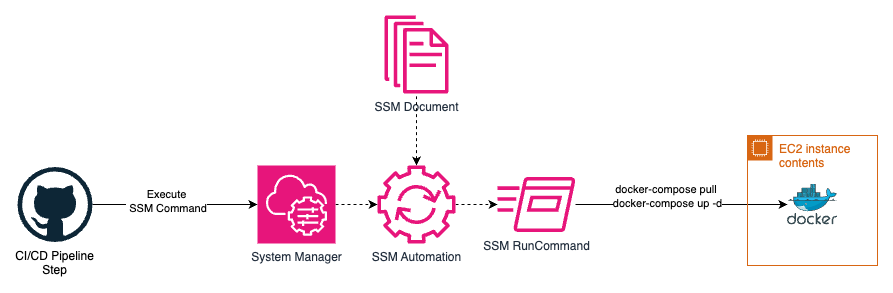 SSM Document
EC2 instance
contents
Execute
SSM Command
docker-compose pull
docker-compose up -d
docker
CI/CD Pipeline
Step
System Manager
SSM Automation
SSM RunCommand